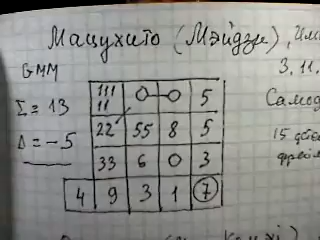 Мацухито (Мэйдзи), Им
GMM
3, 11,
Σ = 13
111 11 0—0 5
Самод
Δ = -5
22 55 8 5
15
33 6 0 3
4 9 3 1 7